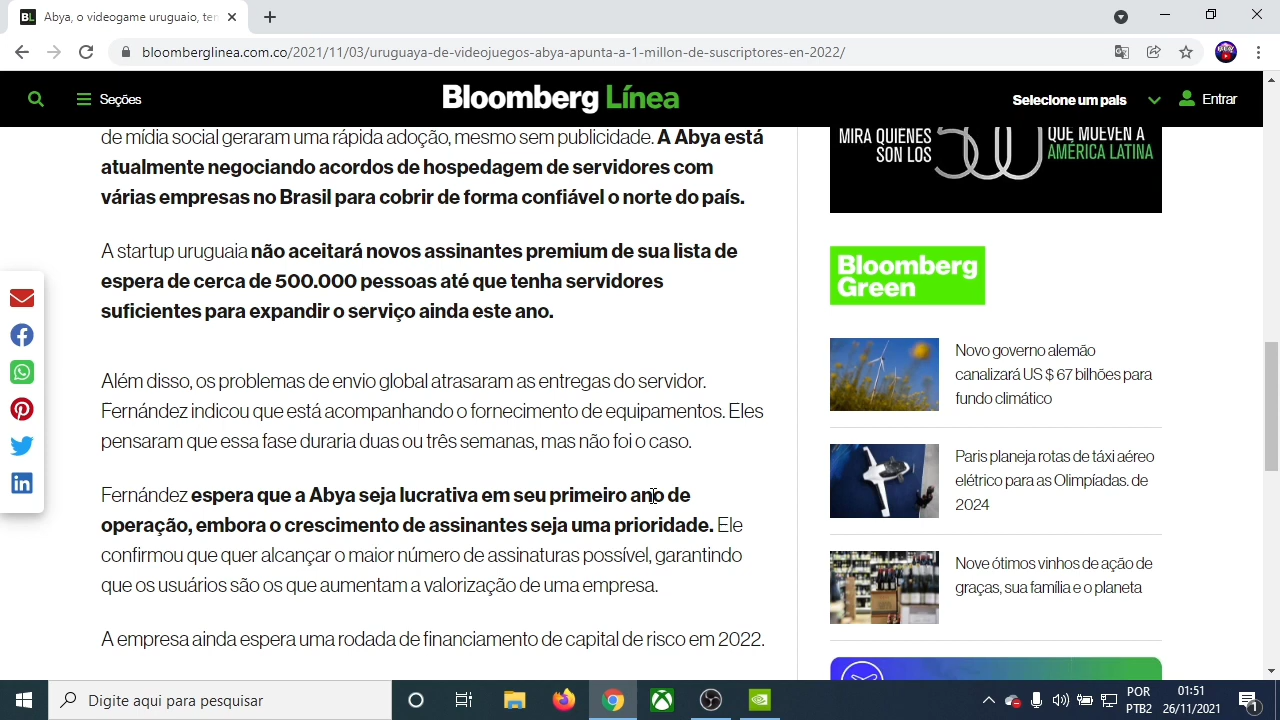 BL Abya, o videogame uruguaio, ten
bloomberglinea.com.co/2021/11/03/uruguaya-de-videojuegos-abya-apunta-a-1-millon-de-suscriptores-en-2022/
Seções
Bloomberg Línea
Selecione um pais
Entrar
de mídia social geraram uma rápida adoção, mesmo sem publicidade. A Abya está
atualmente negociando acordos de hospedagem de servidores com
várias empresas no Brasil para cobrir de forma confiável o norte do país.
A startup uruguaia não aceitará novos assinantes premium de sua lista de
espera de cerca de 500.000 pessoas até que tenha servidores
suficientes para expandir o serviço ainda este ano.
Além disso, os problemas de envio global atrasaram as entregas do servidor.
Fernández indicou que está acompanhando o fornecimento de equipamentos. Eles
pensaram que essa fase duraria duas ou três semanas, mas não foi o caso.
Fernández espera que a Abya seja lucrativa em seu primeiro ano de
operação, embora o crescimento de assinantes seja uma prioridade. Ele
confirmou que quer alcançar o maior número de assinaturas possível, garantindo
que os usuários são os que aumentam a valorização de uma empresa.
A empresa ainda espera uma rodada de financiamento de capital de risco em 2022.
MIRA QUIENES
SON LOS
500
QUE MUEVEN A
AMÉRICA LATINA
Bloomberg
Green
Novo governo alemão
canalizará US $ 67 bilhões para
fundo climático
Paris planeja rotas de táxi aéreo
elétrico para as Olimpíadas. de
2024
Nove ótimos vinhos de ação de
graças, sua família e o planeta
Digite aqui para pesquisar
POR
PTB2
01:51
26/11/2021
1